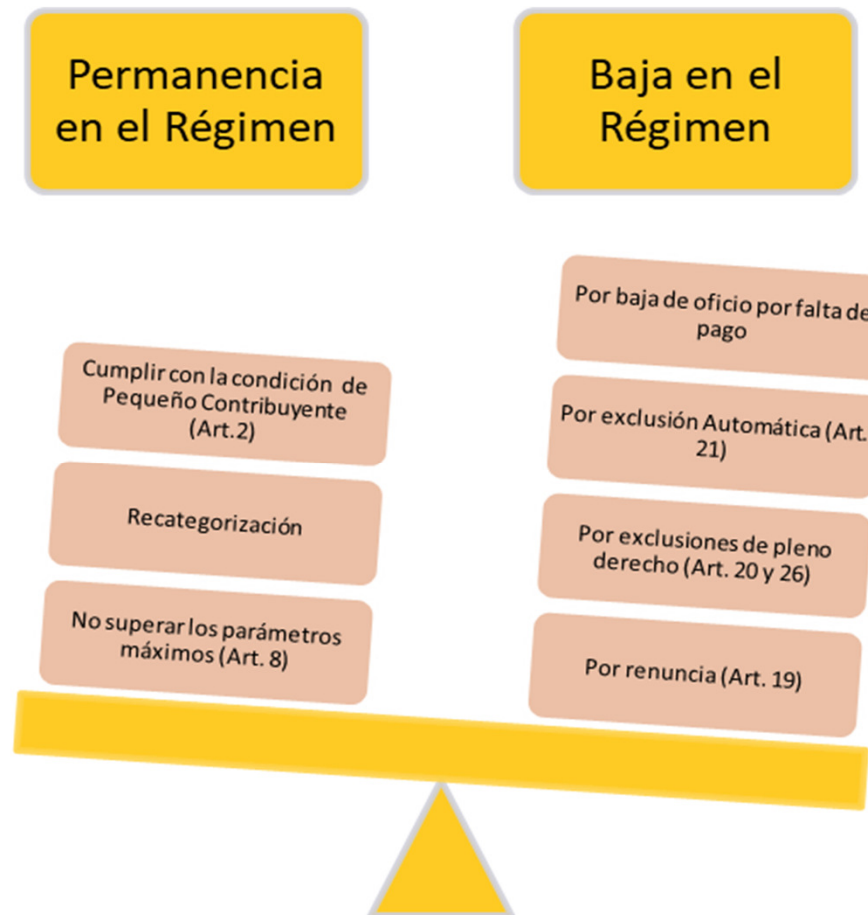 Permanencia
en el Régimen
Cumplir con la condición de
Pequeño Contribuyente
(Art.2)
Recategorización
No superar los parámetros
máximos (Art. 8)
Baja en el
Régimen
Por baja de oficio por falta de
pago
Por exclusión Automática (Art.
21)
Por exclusiones de pleno
derecho (Art. 20 y 26)
Por renuncia (Art. 19)